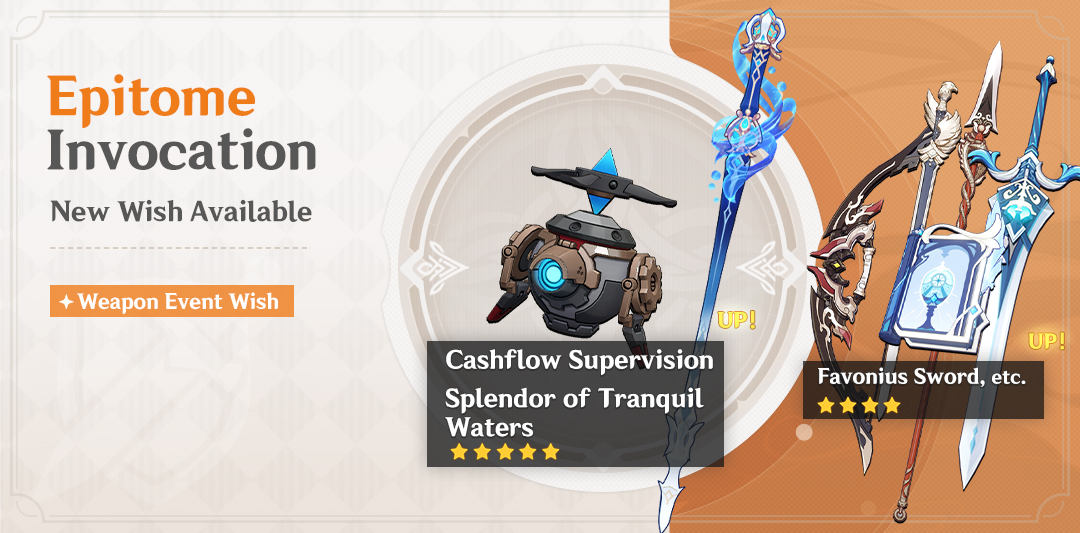 Epitome
Invocation
New Wish Available
Weapon Event Wish
UP!
Cashflow Supervision
Splendor of Tranquil
Waters
UP!
Favonius Sword, etc.